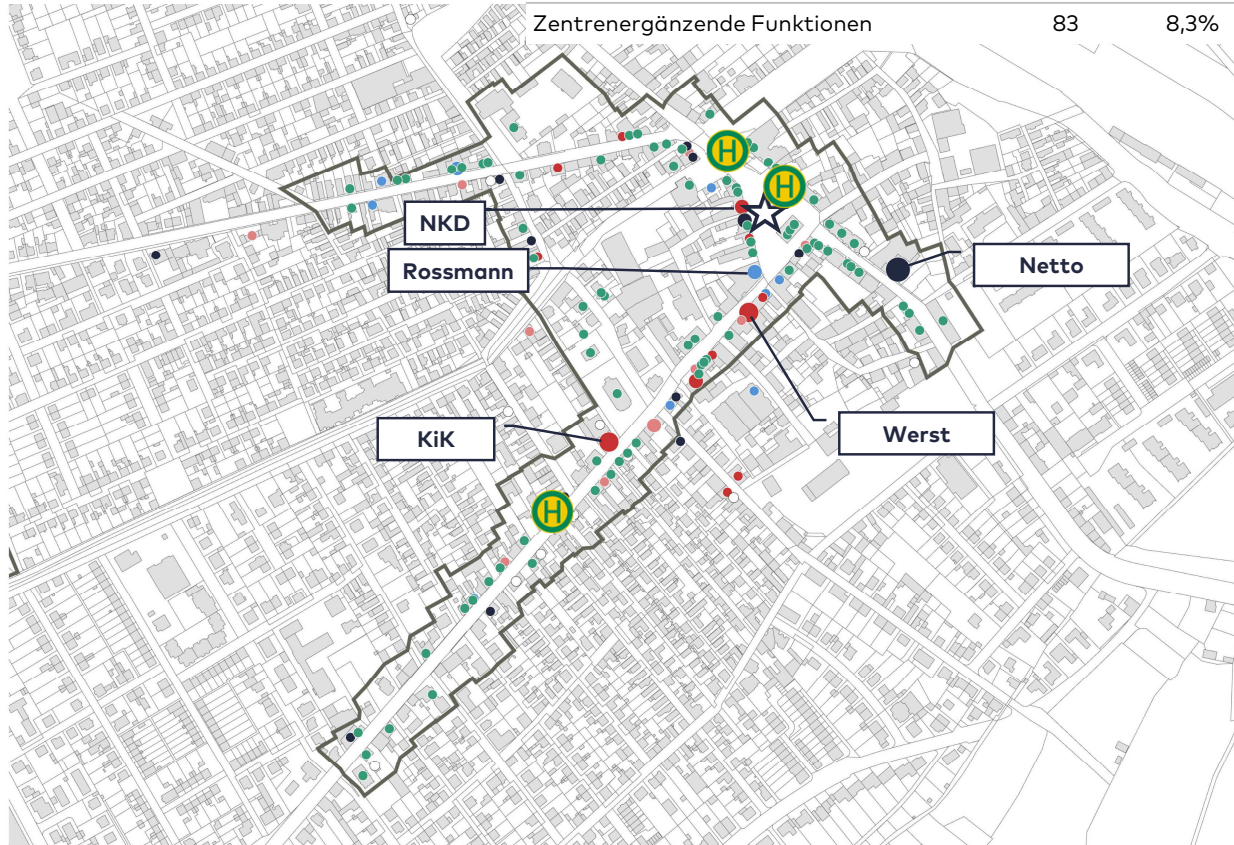 Zentrenergänzende Funktionen 83 8,3%
H
H
NKD
Rossmann
Netto
KiK
Werst
H